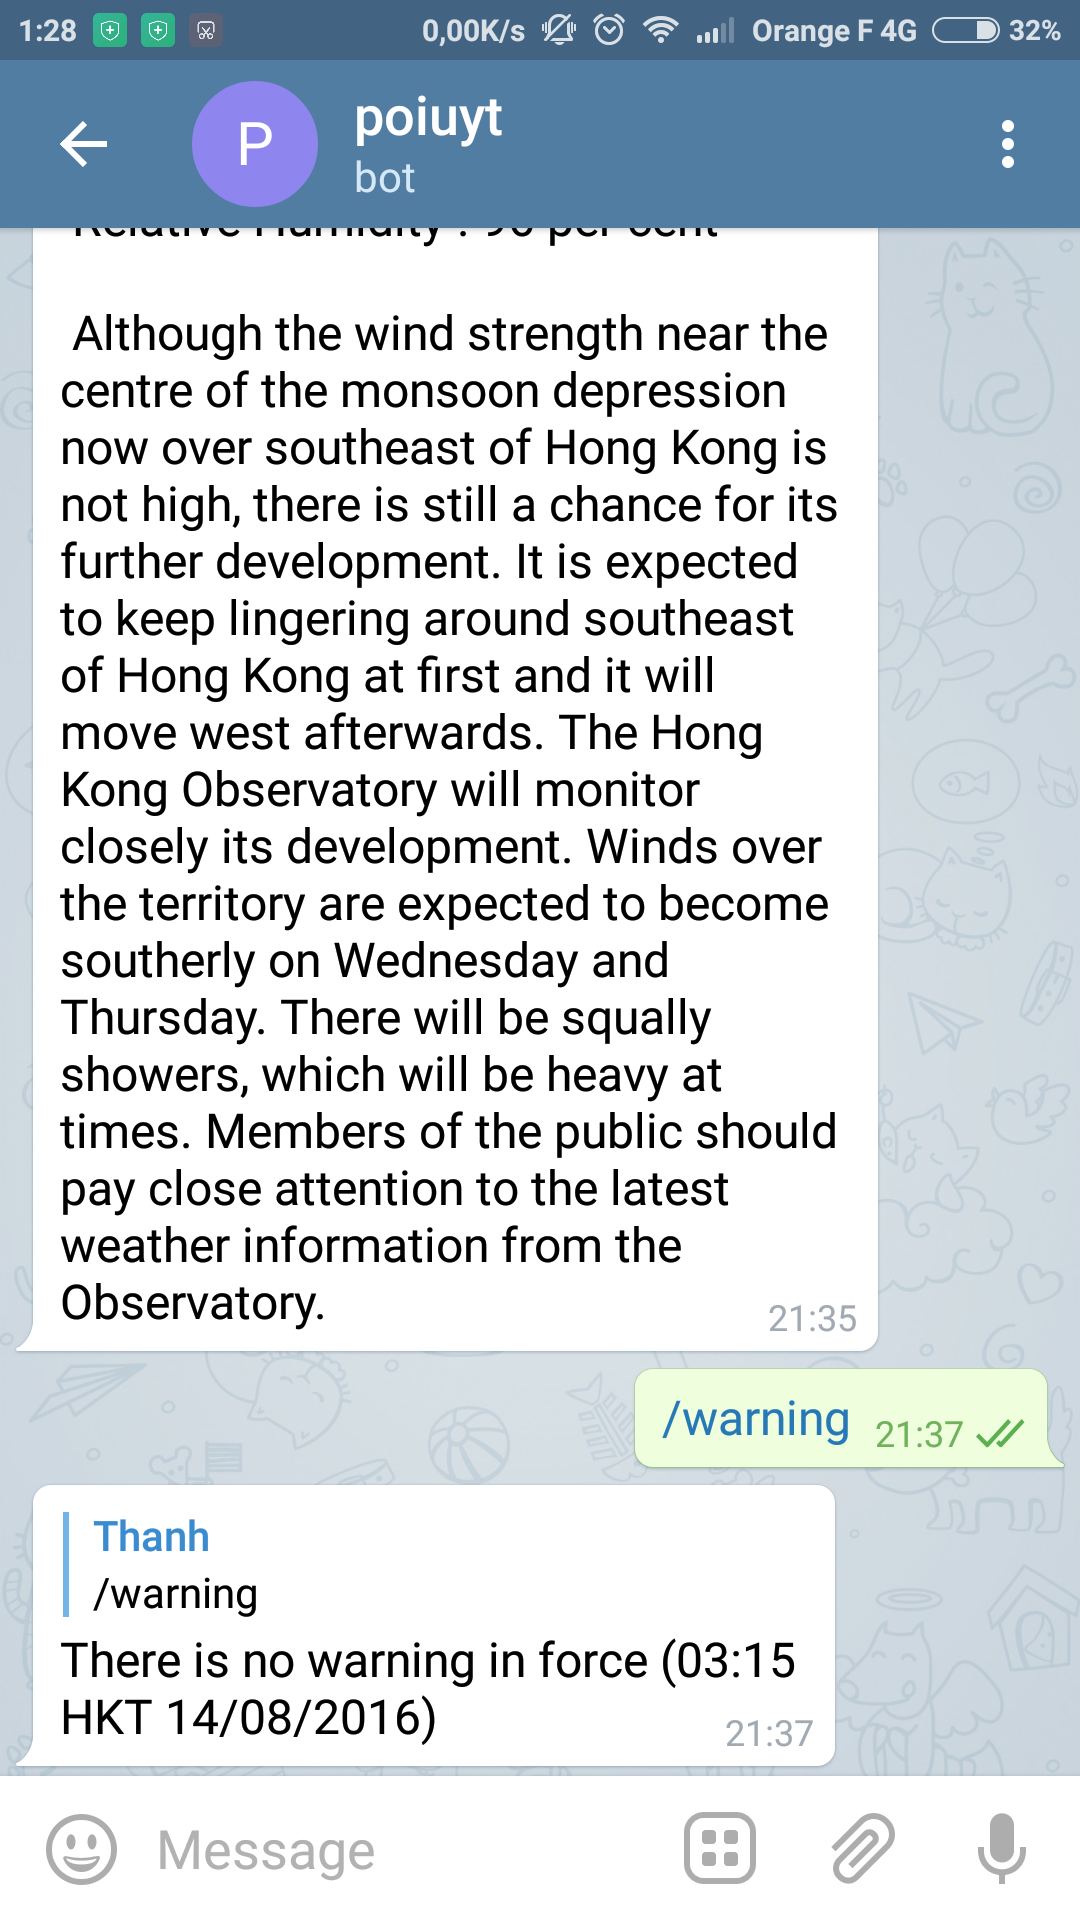 1:28 0,00K/s Orange F 4G 32%
P
poiuyt
bot
Relative Humidity : 90 per cent
Although the wind strength near the
centre of the monsoon depression
now over southeast of Hong Kong is
not high, there is still a chance for its
further development. It is expected
to keep lingering around southeast
of Hong Kong at first and it will
move west afterwards. The Hong
Kong Observatory will monitor
closely its development. Winds over
the territory are expected to become
southerly on Wednesday and
Thursday. There will be squally
showers, which will be heavy at
times. Members of the public should
pay close attention to the latest
weather information from the
Observatory.
21:35
/warning 21:37
Thanh
/warning
There is no warning in force (03:15
HKT 14/08/2016)
21:37
Message